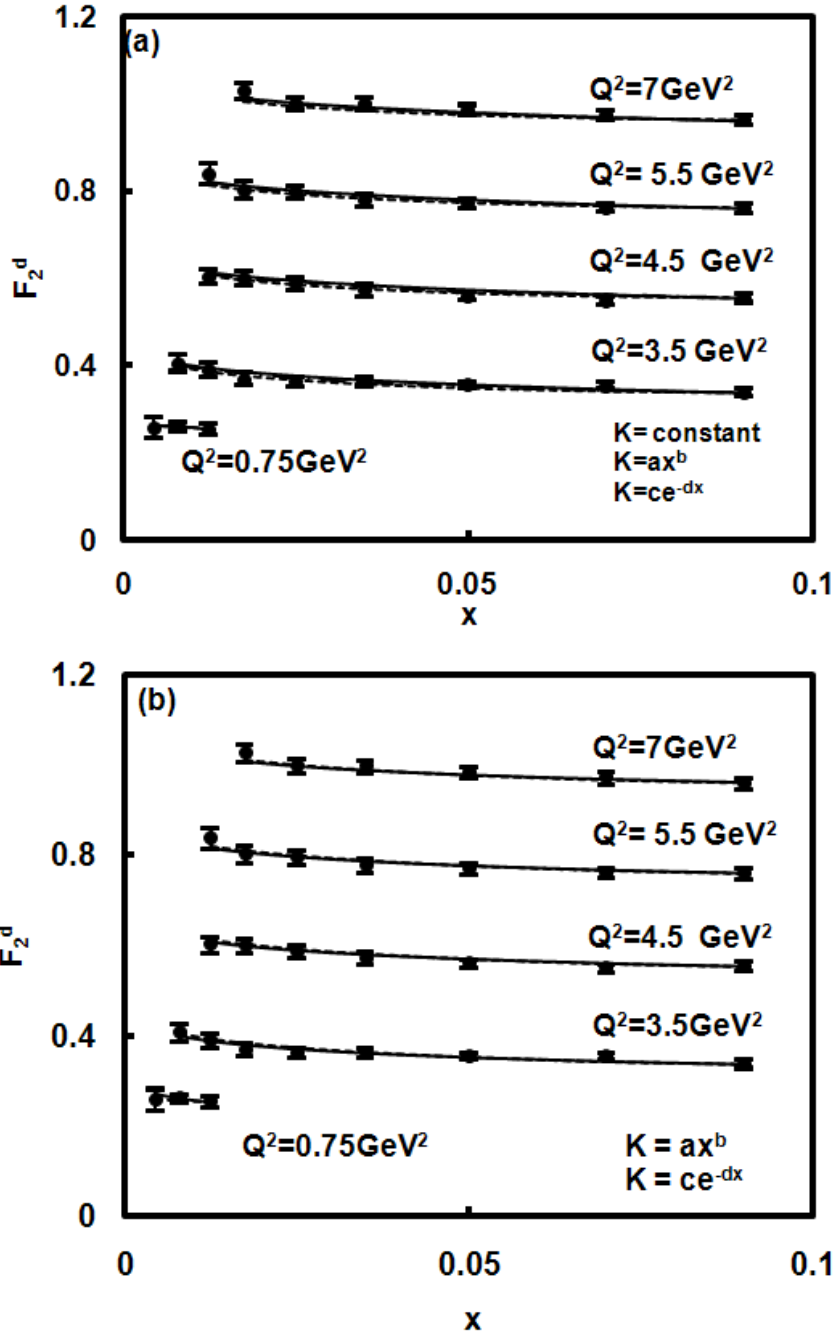 1.2
(a)
Q²=7GeV²
0.8
Q²= 5.5 GeV²
F₂ᵈ
Q²=4.5 GeV²
Q²=3.5 GeV²
0.4
K= constant
Q²=0.75GeV²
K=axᵇ
K=ce⁻ᵈˣ
0
0 0.05 0.1
x
1.2
(b)
Q²=7GeV²
0.8
Q²= 5.5 GeV²
F₂ᵈ
Q²=4.5 GeV²
Q²=3.5GeV²
0.4
Q²=0.75GeV²
K = axᵇ
K = ce⁻ᵈˣ
0
0 0.05 0.1
x